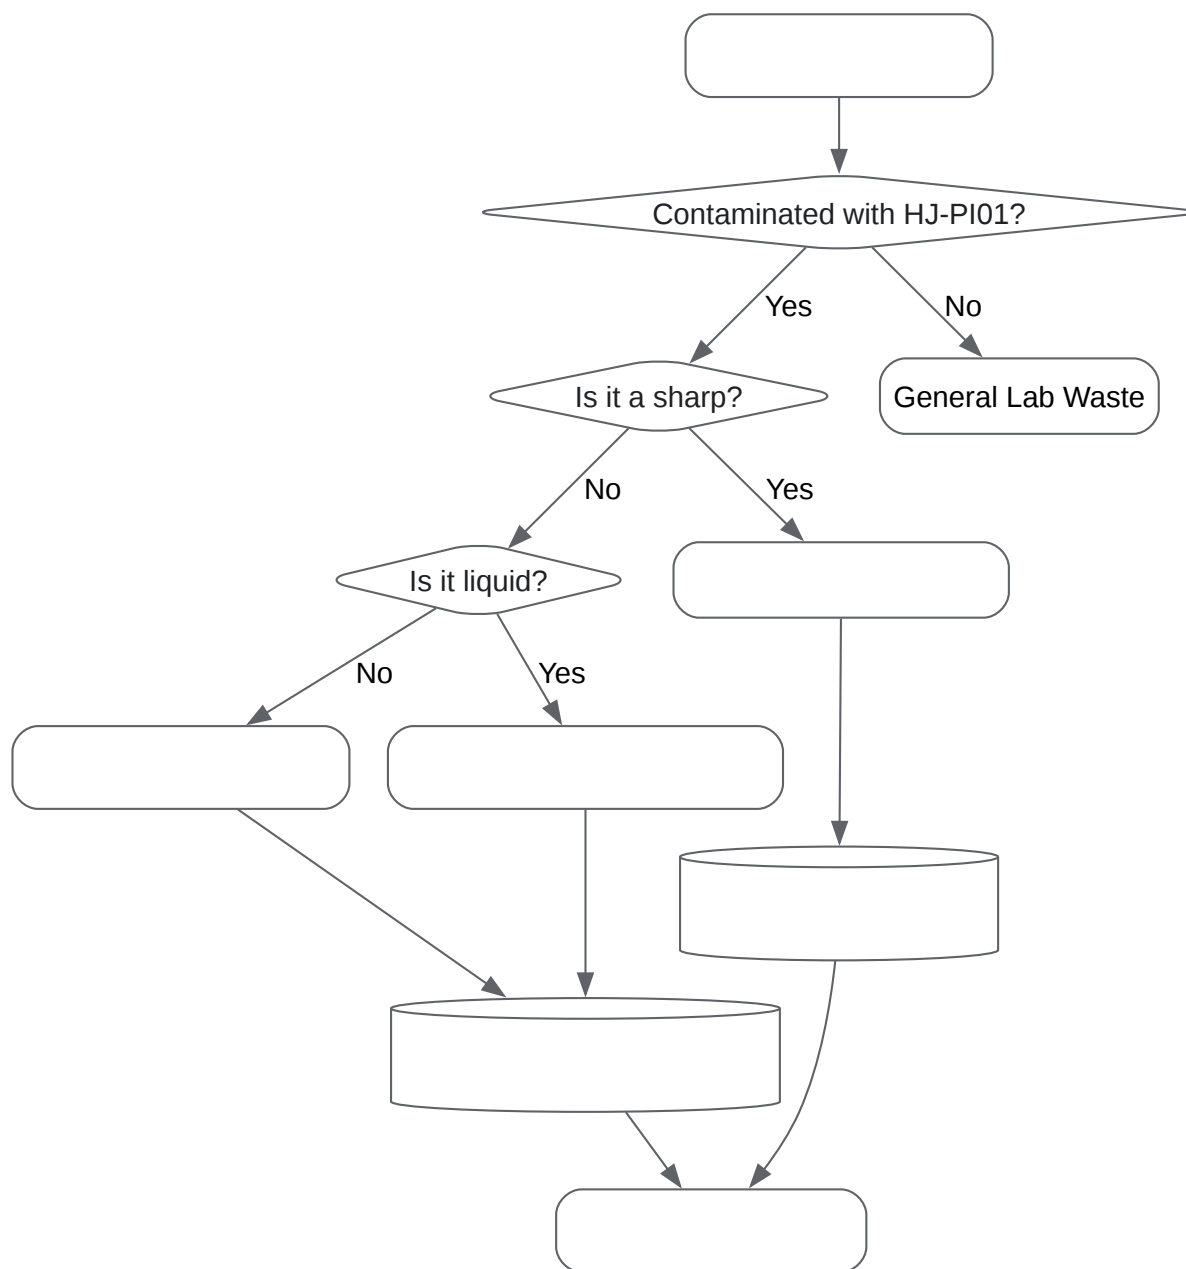 Contaminated with HJ-PI01?
Yes
No
Is it a sharp?
General Lab Waste
No
Yes
Is it liquid?
No
Yes